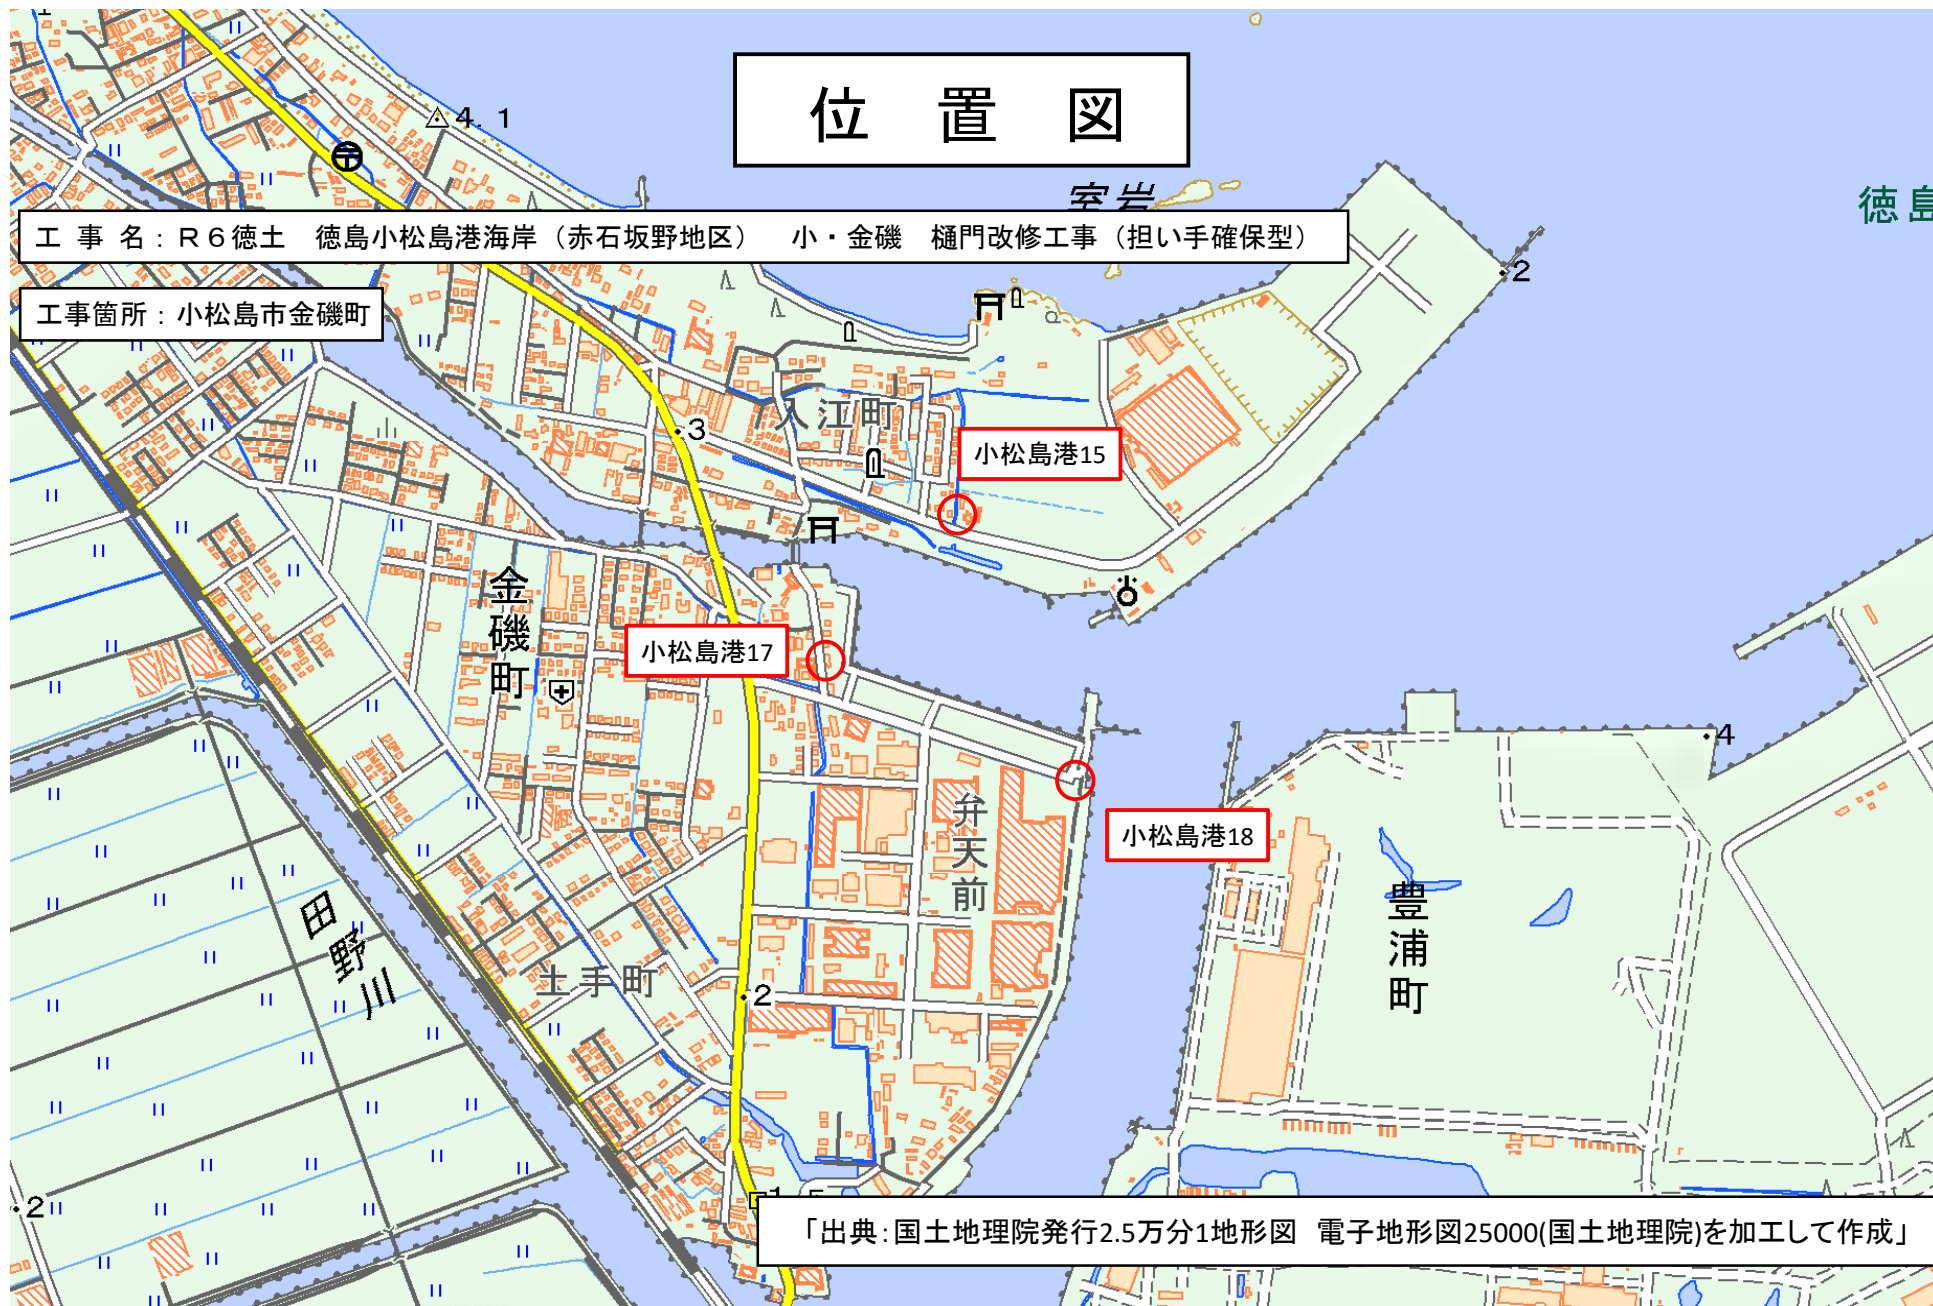 位 置 図
4.1
室岩
徳島
工 事 名：Ｒ６徳土　徳島小松島港海岸（赤石坂野地区）　小・金磯　樋門改修工事（担い手確保型）
2
工事箇所：小松島市金磯町
入江町
3
小松島港15
金磯町
小松島港17
4
小松島港18
弁天前
豊浦町
田野川
土手町
2
2
「出典：国土地理院発行2.5万分1地形図　電子地形図25000(国土地理院)を加工して作成」